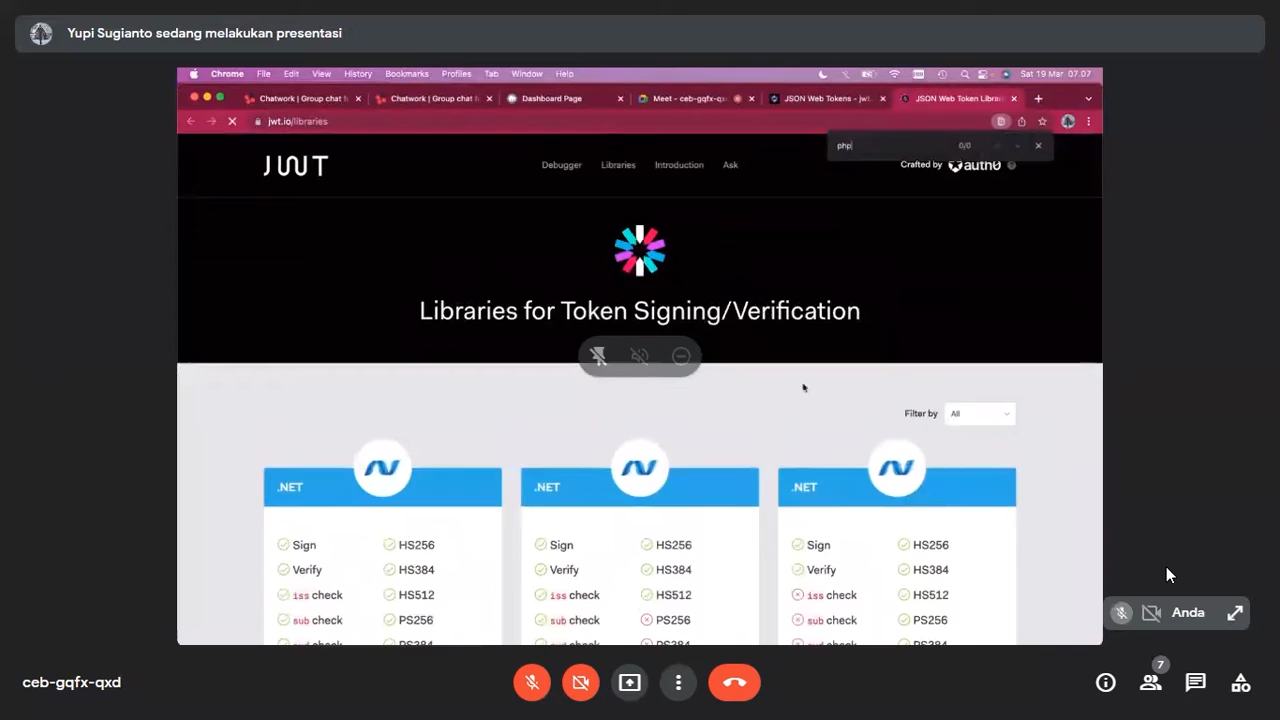 Yupi Sugianto sedang melakukan presentasi
Chrome File Edit View History Bookmarks Profiles Tab Window Help Sat 19 Mar 07.07
Chatwork | Group chat f Chatwork | Group chat f Dashboard Page Meet - ceb-gqfx-qx JSON Web Tokens - jwt. JSON Web Token Librar
jwt.io/libraries
php 0/0
JWT Debugger Libraries Introduction Ask Crafted by auth0
Libraries for Token Signing/Verification
Filter by All
.NET .NET .NET
Sign HS256 Sign HS256 Sign HS256
Verify HS384 Verify HS384 Verify HS384
iss check HS512 iss check HS512 iss check HS512
sub check PS256 sub check PS256 sub check PS256
Anda
ceb-gqfx-qxd
7